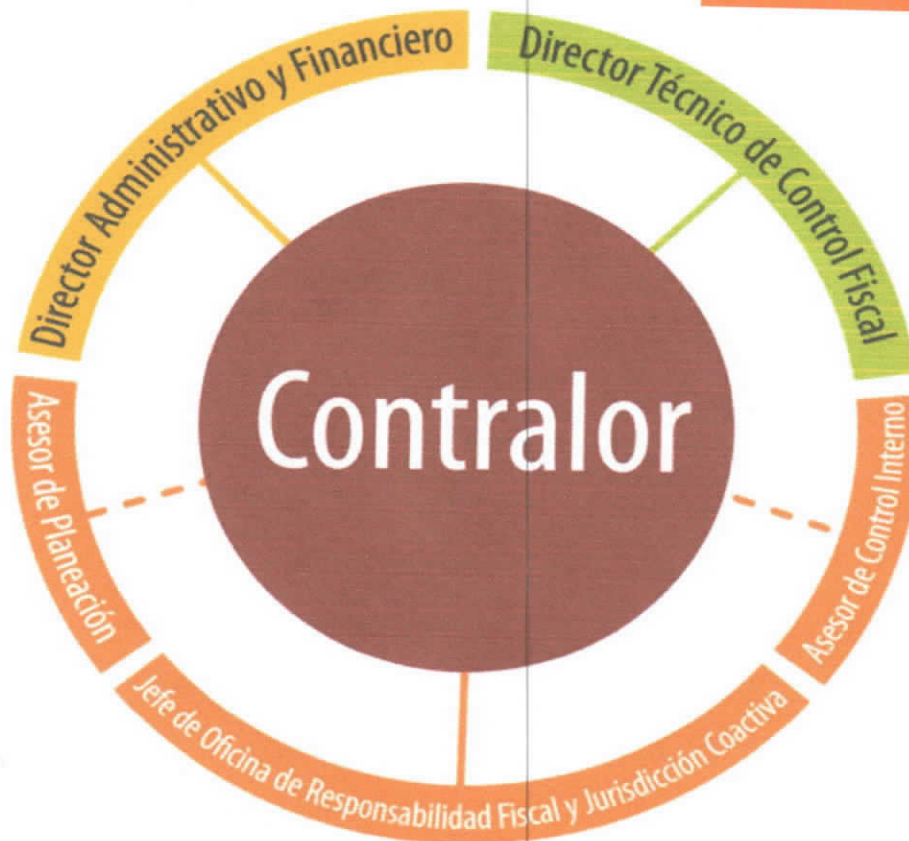 Director Administrativo y Financiero
Director Técnico de Control Fiscal
Contralor
Asesor de Planeación
Asesor de Control Interno
Jefe de Oficina de Responsabilidad Fiscal y Jurisdicción Coactiva